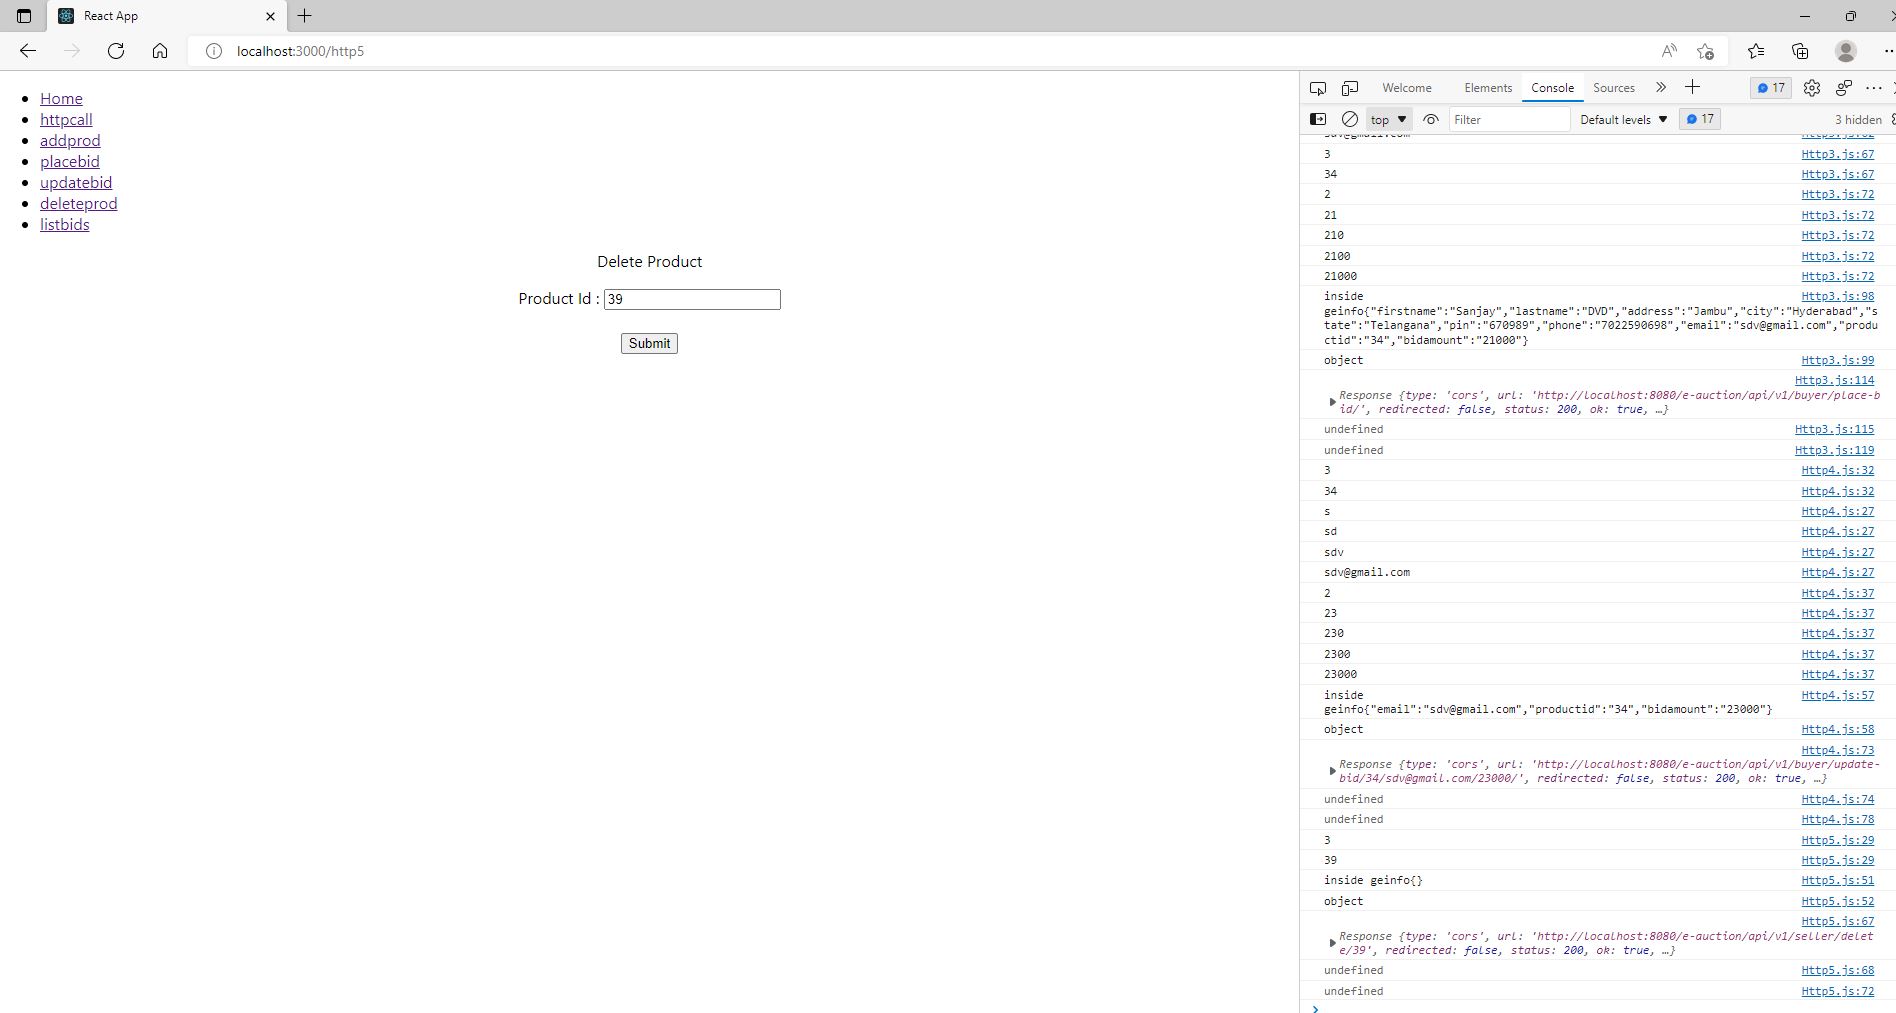 React App
localhost:3000/http5
Home
httpcall
addprod
placebid
updatebid
deleteprod
listbids
Delete Product
Product Id : 39
Submit
Welcome Elements Console Sources 17
top Filter Default levels 17 3 hidden
3 Http3.js:67
34 Http3.js:67
2 Http3.js:72
21 Http3.js:72
210 Http3.js:72
2100 Http3.js:72
21000 Http3.js:72
inside Http3.js:98
geinfo{"firstname":"Sanjay","lastname":"DVD","address":"Jambu","city":"Hyderabad","s
tate":"Telangana","pin":"670989","phone":"7022590698","email":"sdv@gmail.com","produ
ctid":"34","bidamount":"21000"}
object Http3.js:99
Http3.js:114
Response {type: 'cors', url: 'http://localhost:8080/e-auction/api/v1/buyer/place-b
id/', redirected: false, status: 200, ok: true, …}
undefined Http3.js:115
undefined Http3.js:119
3 Http4.js:32
34 Http4.js:32
s Http4.js:27
sd Http4.js:27
sdv Http4.js:27
sdv@gmail.com Http4.js:27
2 Http4.js:37
23 Http4.js:37
230 Http4.js:37
2300 Http4.js:37
23000 Http4.js:37
inside Http4.js:57
geinfo{"email":"sdv@gmail.com","productid":"34","bidamount":"23000"}
object Http4.js:58
Http4.js:73
Response {type: 'cors', url: 'http://localhost:8080/e-auction/api/v1/buyer/update-
bid/34/sdv@gmail.com/23000/', redirected: false, status: 200, ok: true, …}
undefined Http4.js:74
undefined Http4.js:78
3 Http5.js:29
39 Http5.js:29
inside geinfo{} Http5.js:51
object Http5.js:52
Http5.js:67
Response {type: 'cors', url: 'http://localhost:8080/e-auction/api/v1/seller/delet
e/39', redirected: false, status: 200, ok: true, …}
undefined Http5.js:68
undefined Http5.js:72